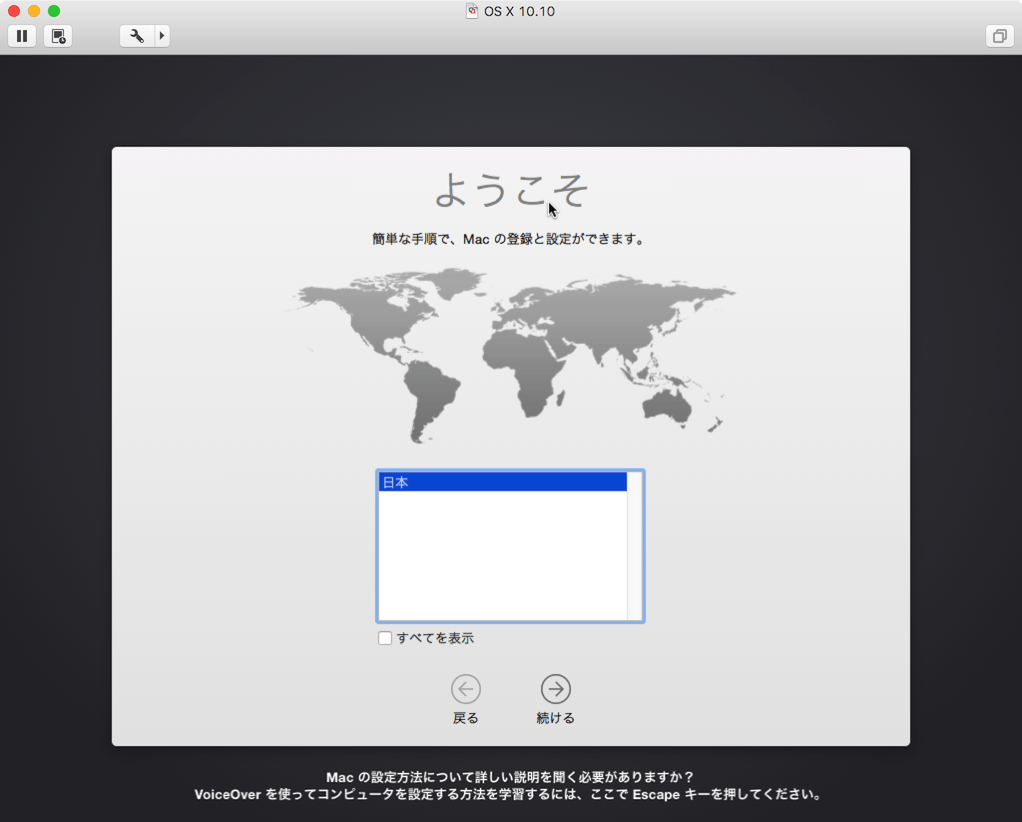 OS X 10.10
ようこそ
簡単な手順で、Mac の登録と設定ができます。
日本
すべてを表示
戻る
続ける
Mac の設定方法について詳しい説明を聞く必要がありますか？
VoiceOver を使ってコンピュータを設定する方法を学習するには、ここで Escape キーを押してください。